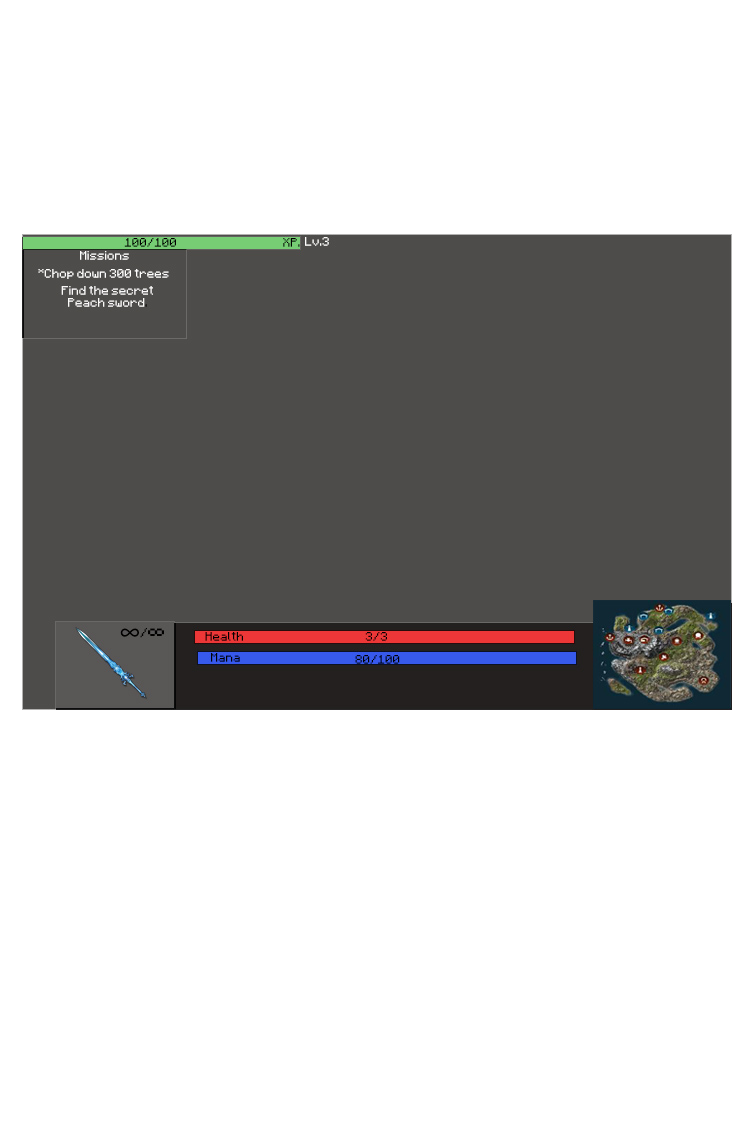 100/100 XP. Lv.3
Missions
*Chop down 300 trees
Find the secret
Peach sword
∞/∞
Health 3/3
Mana 80/100